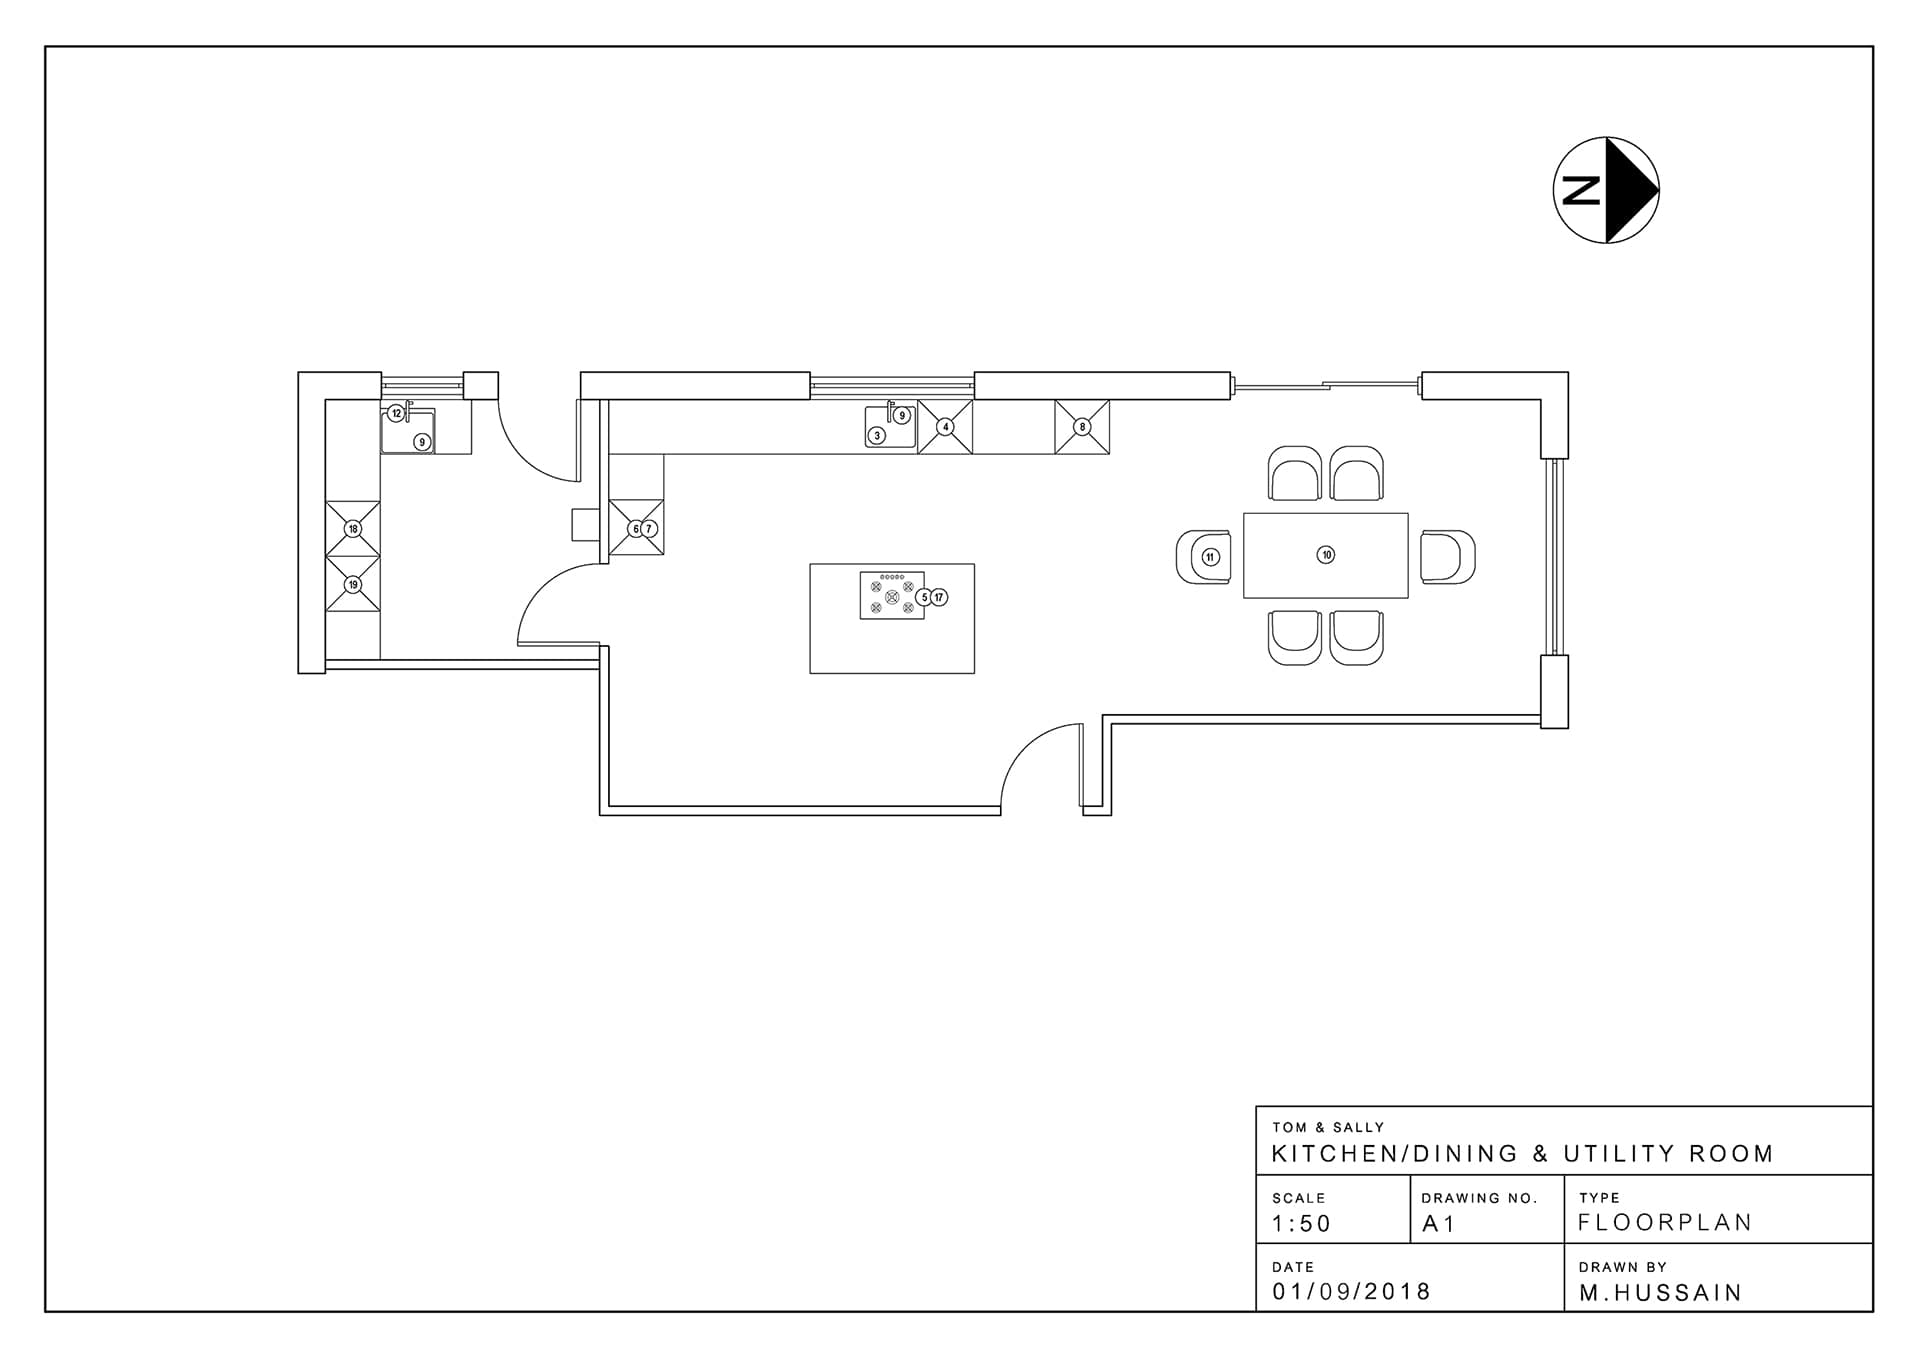 N
12
9
9
3
4
8
18
6 7
11
10
19
5 17
TOM & SALLY
KITCHEN/DINING & UTILITY ROOM
SCALE
1:50
DRAWING NO.
A1
TYPE
FLOORPLAN
DATE
01/09/2018
DRAWN BY
M.HUSSAIN